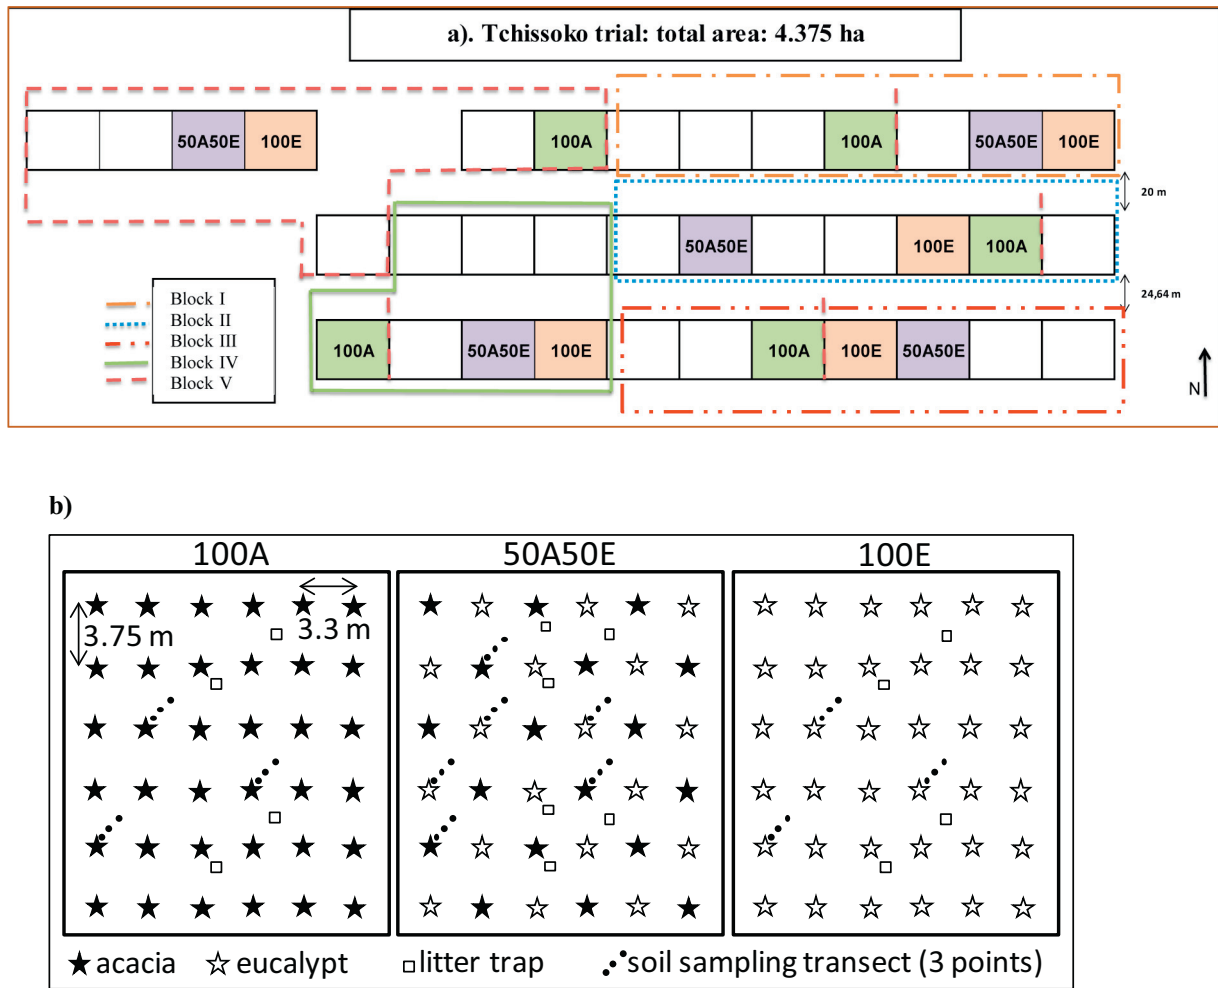 a). Tchissoko trial: total area: 4.375 ha
50A50E 100E 100A 100A 50A50E 100E
20 m
50A50E 100E 100A
24,64 m
Block I
Block II
Block III
Block IV
Block V
100A 50A50E 100E 100A 100E 50A50E
N
b)
100A 50A50E 100E
3.75 m 3.3 m
acacia eucalypt litter trap soil sampling transect (3 points)